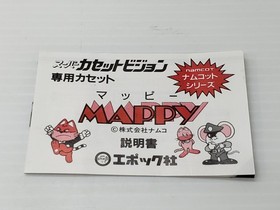 スーパーカセットビジョン
専用カセット
namcot
ナムコット
シリーズ
マッピー
MAPPY
©株式会社ナムコ
説明書
エポック社